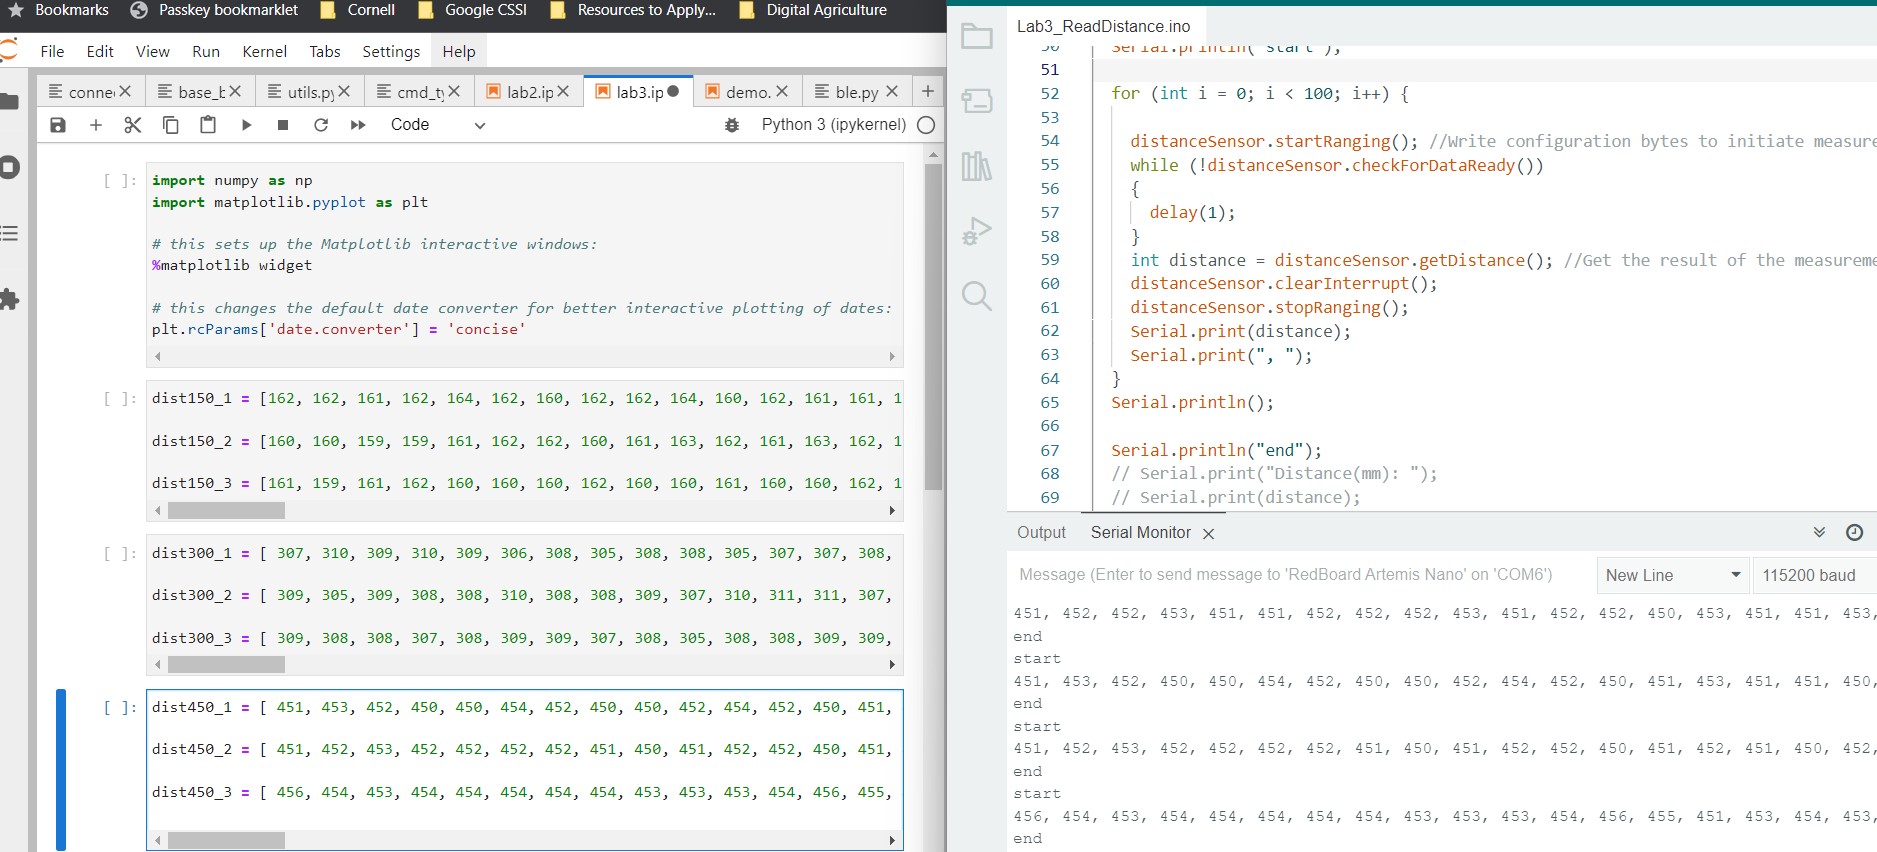 Bookmarks Passkey bookmarklet Cornell Google CSSI Resources to Apply... Digital Agriculture
File Edit View Run Kernel Tabs Settings Help
conne base_b utils.py cmd_ty lab2.ip lab3.ip demo. ble.py
Code Python 3 (ipykernel)
[ ]: import numpy as np
import matplotlib.pyplot as plt
# this sets up the Matplotlib interactive windows:
%matplotlib widget
# this changes the default date converter for better interactive plotting of dates:
plt.rcParams['date.converter'] = 'concise'
[ ]: dist150_1 = [162, 162, 161, 162, 164, 162, 160, 162, 162, 164, 160, 162, 161, 161, 1
dist150_2 = [160, 160, 159, 159, 161, 162, 162, 160, 161, 163, 162, 161, 163, 162, 1
dist150_3 = [161, 159, 161, 162, 160, 160, 160, 162, 160, 160, 161, 160, 160, 162, 1
[ ]: dist300_1 = [ 307, 310, 309, 310, 309, 306, 308, 305, 308, 308, 305, 307, 307, 308,
dist300_2 = [ 309, 305, 309, 308, 308, 310, 308, 308, 309, 307, 310, 311, 311, 307,
dist300_3 = [ 309, 308, 308, 307, 308, 309, 309, 307, 308, 305, 308, 308, 309, 309,
[ ]: dist450_1 = [ 451, 453, 452, 450, 450, 454, 452, 450, 450, 452, 454, 452, 450, 451,
dist450_2 = [ 451, 452, 453, 452, 452, 452, 452, 451, 450, 451, 452, 452, 450, 451,
dist450_3 = [ 456, 454, 453, 454, 454, 454, 454, 454, 453, 453, 453, 454, 456, 455,
Lab3_ReadDistance.ino
50 Serial.println("start");
51
52 for (int i = 0; i < 100; i++) {
53
54 distanceSensor.startRanging(); //Write configuration bytes to initiate measure
55 while (!distanceSensor.checkForDataReady())
56 {
57 delay(1);
58 }
59 int distance = distanceSensor.getDistance(); //Get the result of the measureme
60 distanceSensor.clearInterrupt();
61 distanceSensor.stopRanging();
62 Serial.print(distance);
63 Serial.print(", ");
64 }
65 Serial.println();
66
67 Serial.println("end");
68 // Serial.print("Distance(mm): ");
69 // Serial.print(distance);
Output Serial Monitor
Message (Enter to send message to 'RedBoard Artemis Nano' on 'COM6') New Line 115200 baud
451, 452, 452, 453, 451, 451, 452, 452, 452, 453, 451, 452, 452, 450, 453, 451, 451, 453,
end
start
451, 453, 452, 450, 450, 454, 452, 450, 450, 452, 454, 452, 450, 451, 453, 451, 451, 450,
end
start
451, 452, 453, 452, 452, 452, 452, 451, 450, 451, 452, 452, 450, 451, 452, 451, 450, 452,
end
start
456, 454, 453, 454, 454, 454, 454, 454, 453, 453, 453, 454, 456, 455, 451, 453, 454, 453,
end